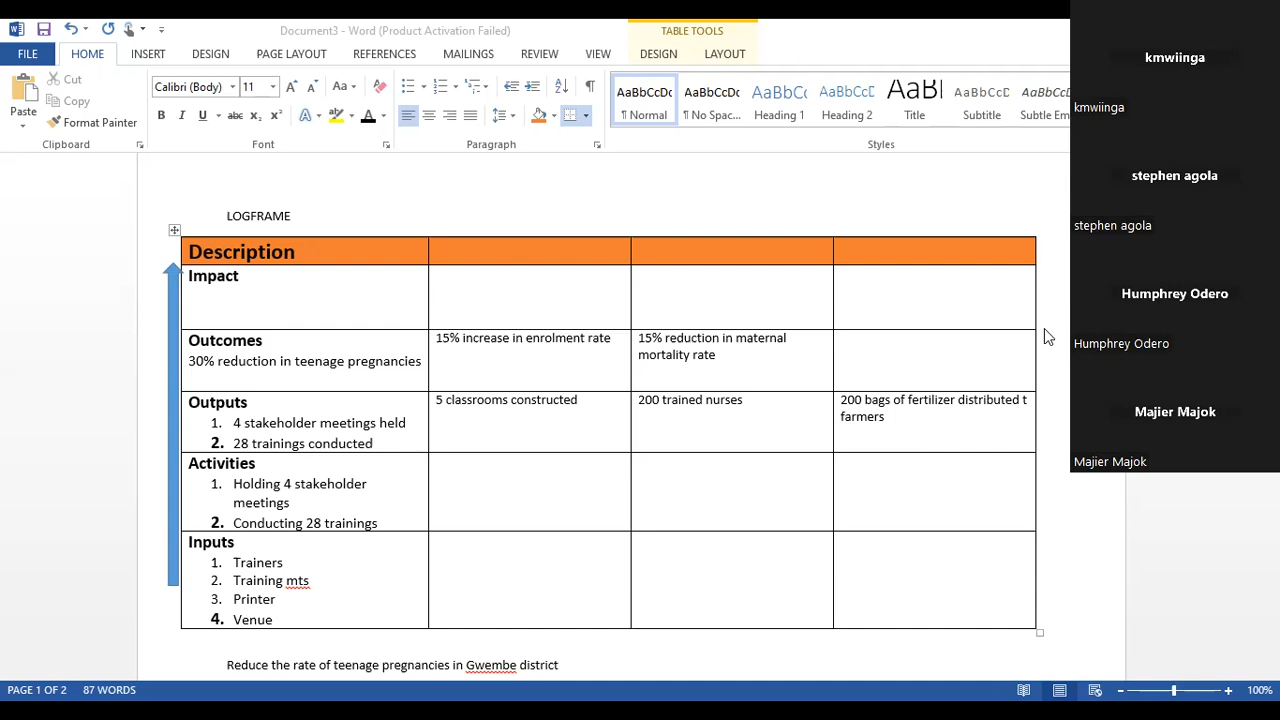 Document3 - Word (Product Activation Failed)
TABLE TOOLS
FILE HOME INSERT DESIGN PAGE LAYOUT REFERENCES MAILINGS REVIEW VIEW DESIGN LAYOUT
Paste
Cut
Copy
Format Painter
Clipboard
Calibri (Body) 11
Font
Paragraph
AaBbCcDc AaBbCcDc AaBbCc AaBbCcD AaBl AaBbCcD AaBbCcD
¶ Normal ¶ No Spac... Heading 1 Heading 2 Title Subtitle Subtle Em
Styles
LOGFRAME
Description
Impact
Outcomes
30% reduction in teenage pregnancies
15% increase in enrolment rate
15% reduction in maternal
mortality rate
Outputs
1. 4 stakeholder meetings held
2. 28 trainings conducted
5 classrooms constructed
200 trained nurses
200 bags of fertilizer distributed t
farmers
Activities
1. Holding 4 stakeholder
meetings
2. Conducting 28 trainings
Inputs
1. Trainers
2. Training mts
3. Printer
4. Venue
Reduce the rate of teenage pregnancies in Gwembe district
PAGE 1 OF 2 87 WORDS
100%
kmwiinga
kmwiinga
stephen agola
stephen agola
Humphrey Odero
Humphrey Odero
Majier Majok
Majier Majok